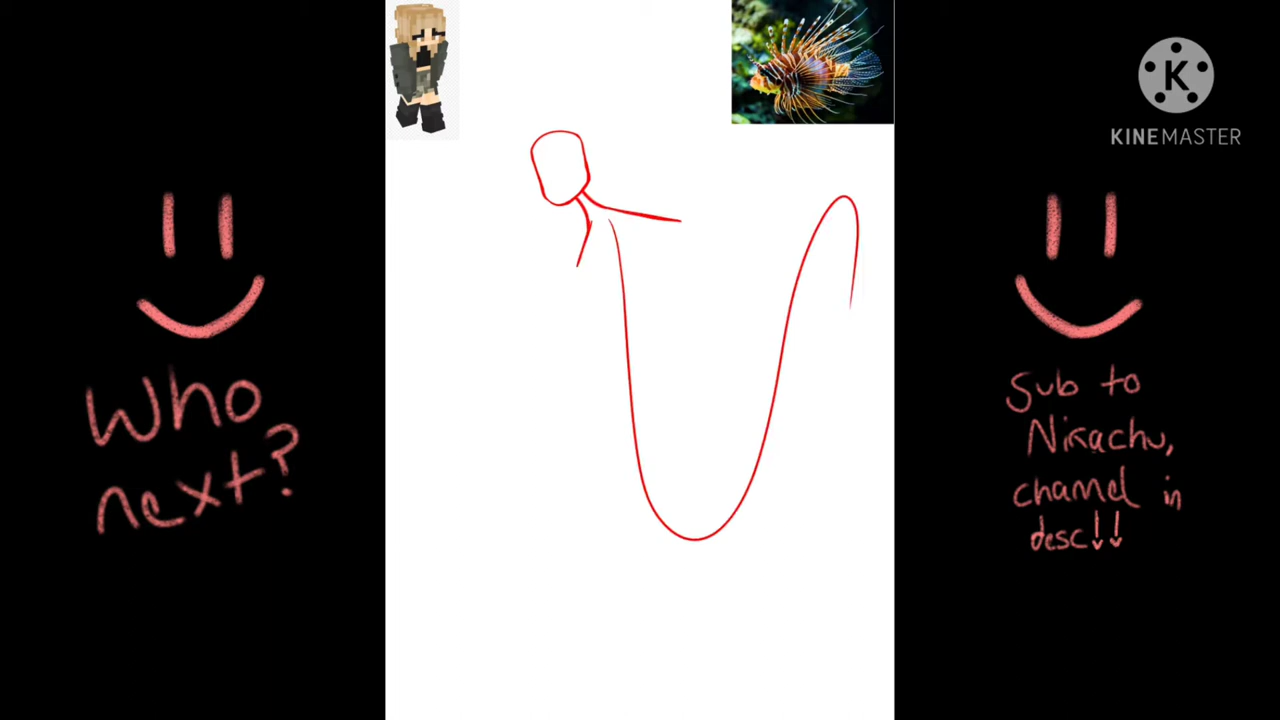 K
KINEMASTER
Who
next?
Sub to
Nikachu,
channel in
desc!!